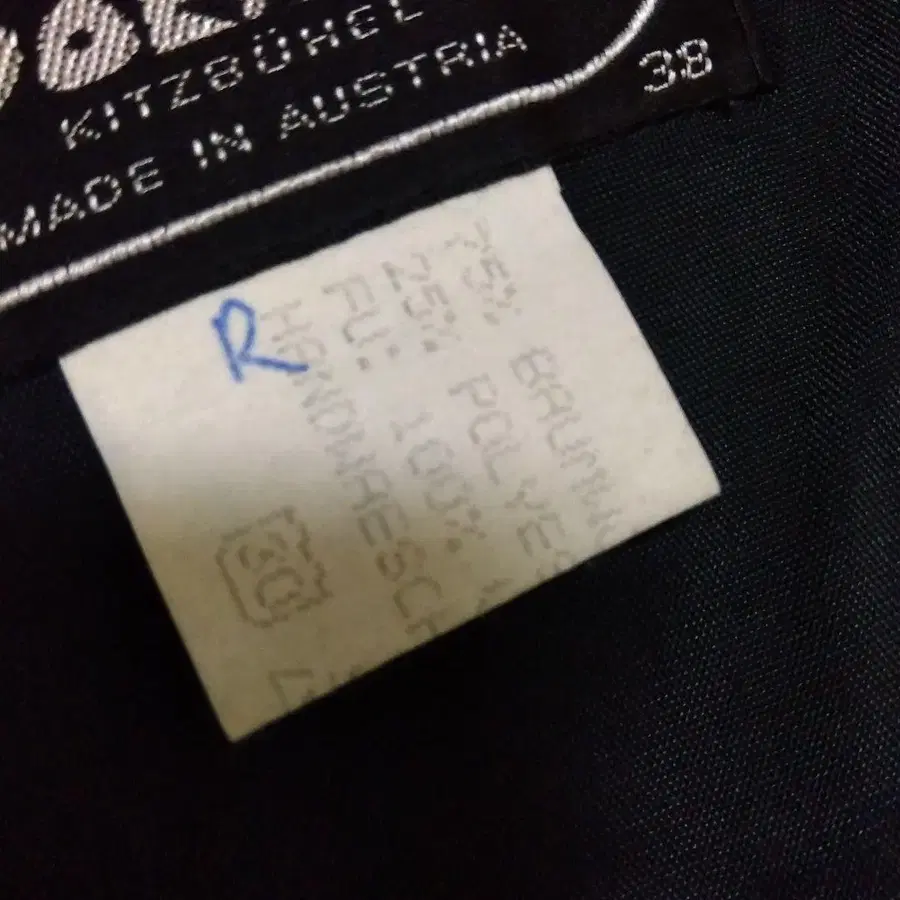 KITZBÜHEL
MADE IN AUSTRIA
38
R
75% BAUMW
25% POLYES
FU: 100%
HANDWAESCH
30